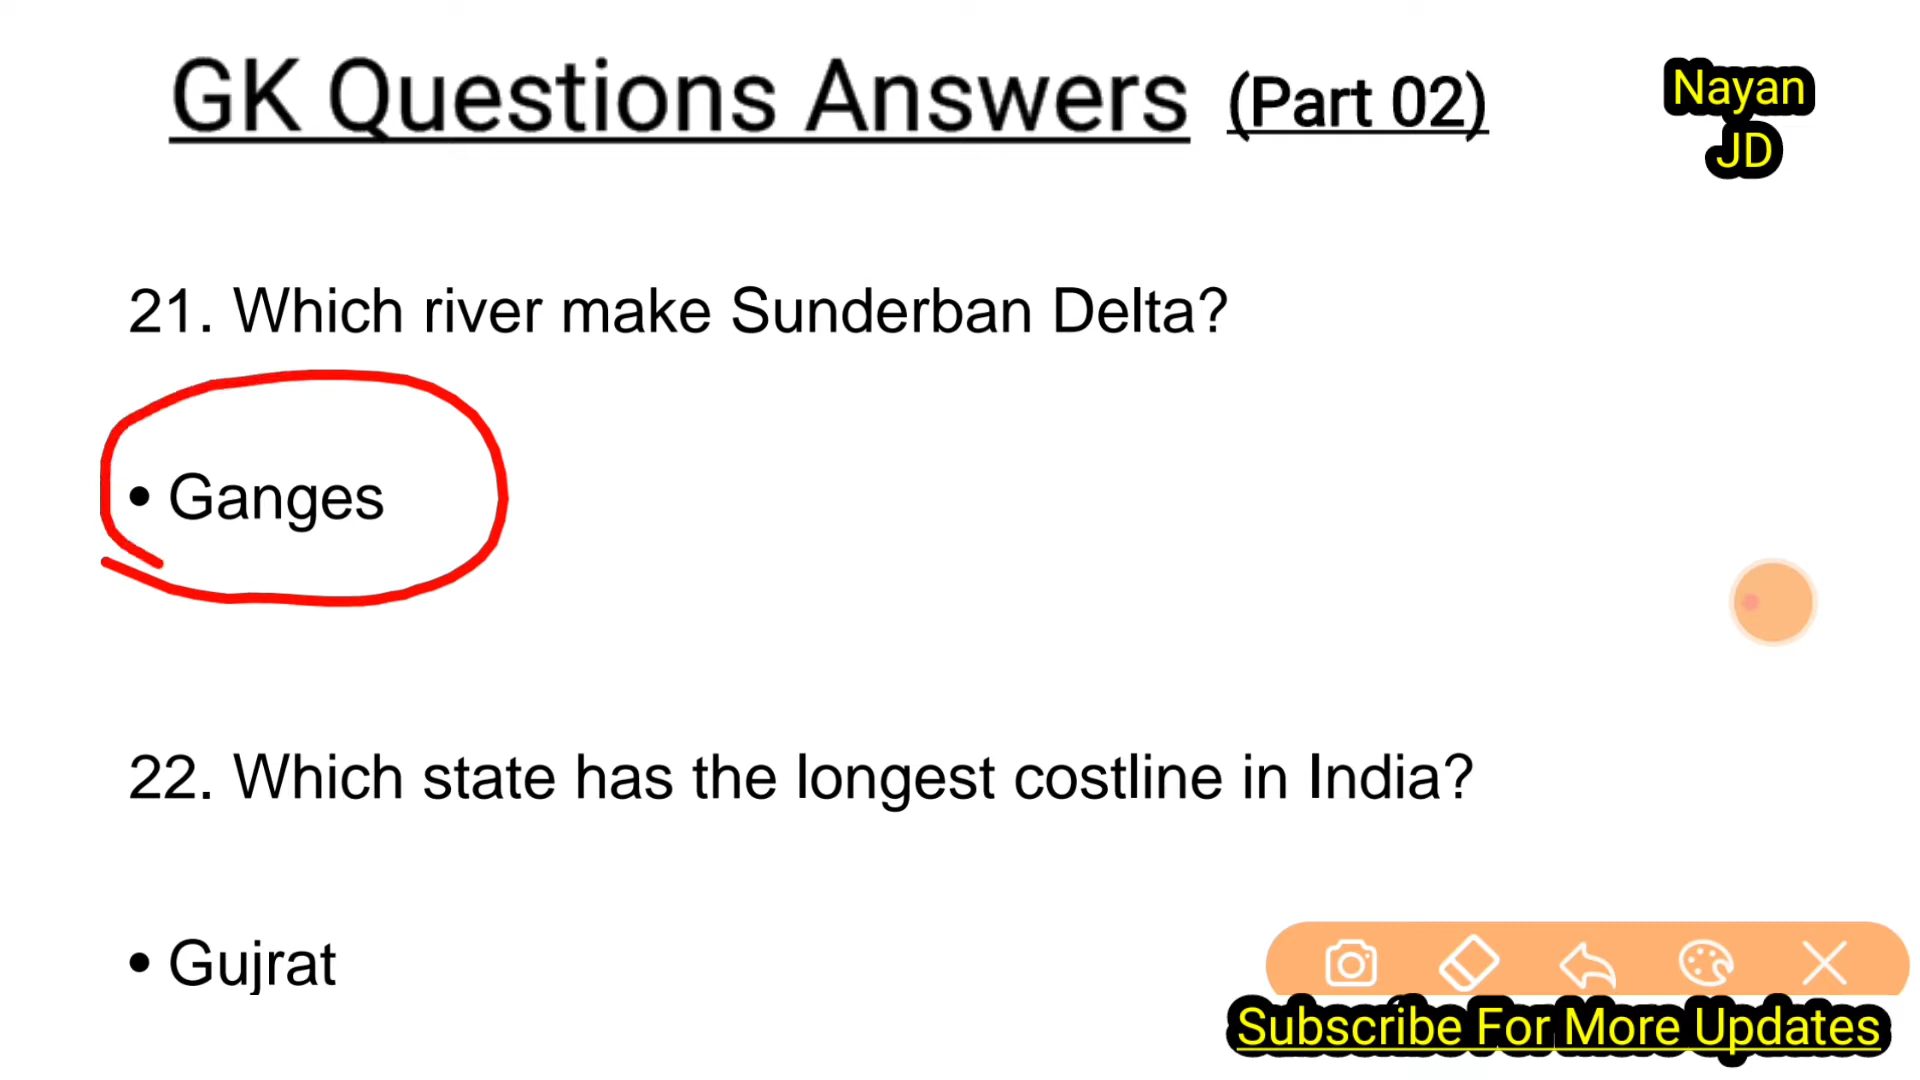 GK Questions Answers (Part 02)
Nayan
JD
21. Which river make Sunderban Delta?
• Ganges
22. Which state has the longest costline in India?
• Gujrat
Subscribe For More Updates